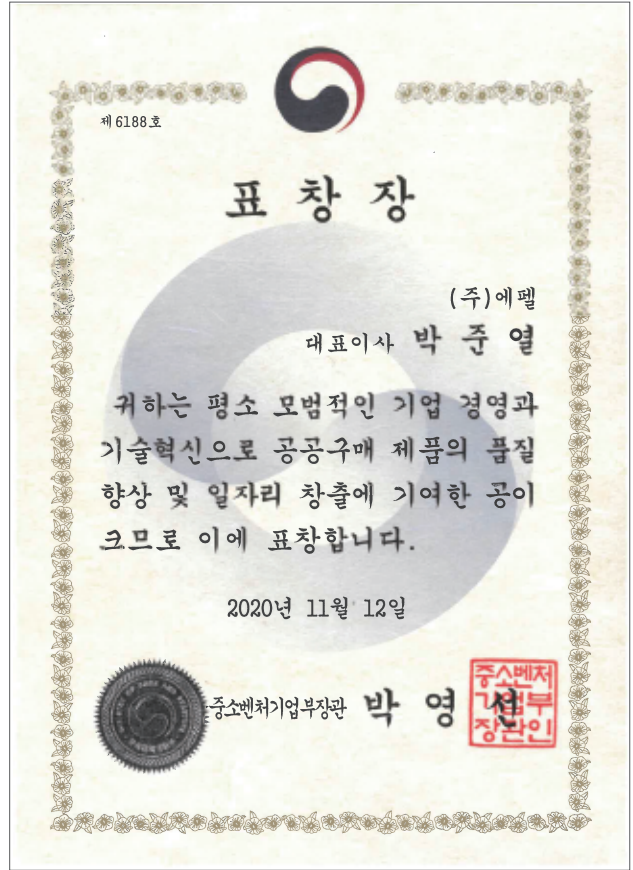 제 6188 호
표 창 장
(주)에펠
대표이사 박 준 열
귀하는 평소 모범적인 기업 경영과
기술혁신으로 공공구매 제품의 품질
향상 및 일자리 창출에 기여한 공이
크므로 이에 표창합니다.
2020년 11월 12일
중소벤처기업부장관 박 영 선
중소벤처
기업부
장관인